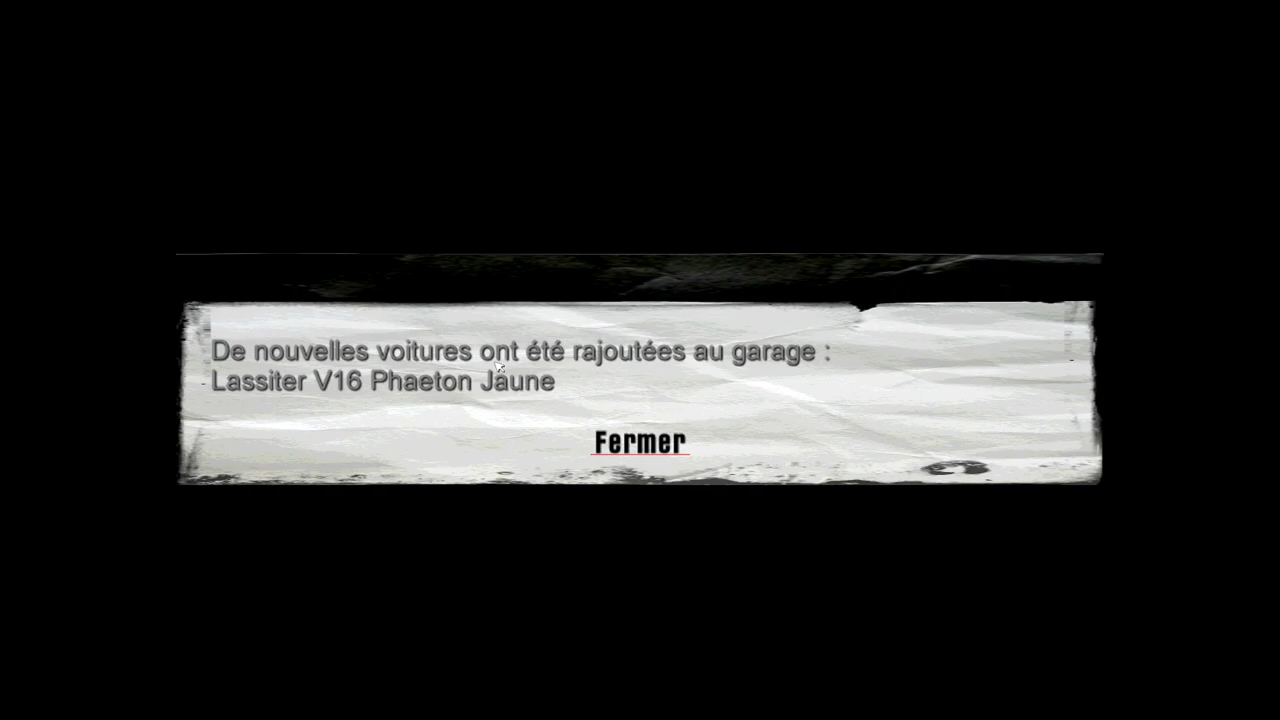 De nouvelles voitures ont été rajoutées au garage :
Lassiter V16 Phaeton Jaune
Fermer